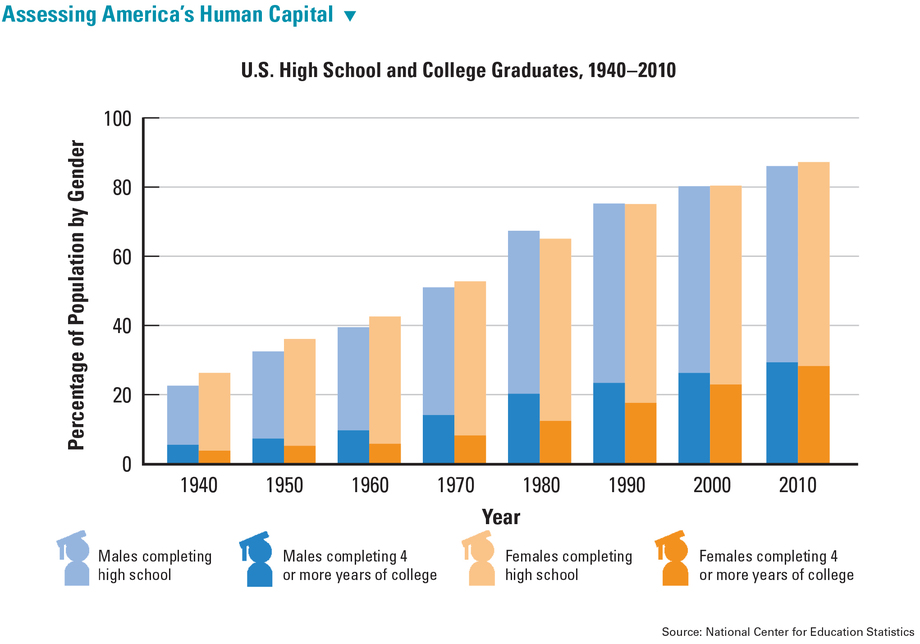 Assessing America's Human Capital ▼
U.S. High School and College Graduates, 1940–2010
Percentage of Population by Gender
100
80
60
40
20
0
1940 1950 1960 1970 1980 1990 2000 2010
Year
Males completing
high school
Males completing 4
or more years of college
Females completing
high school
Females completing 4
or more years of college
Source: National Center for Education Statistics